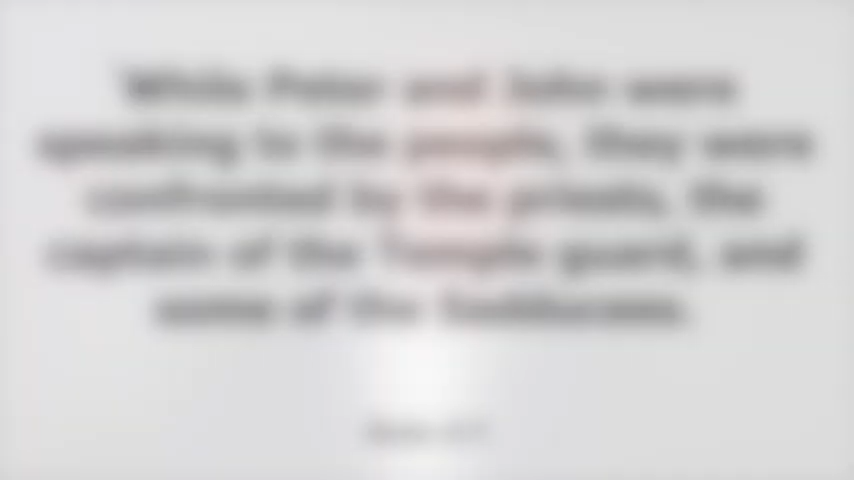 While Peter and John were
speaking to the people, they were
confronted by the priests, the
captain of the Temple guard, and
some of the Sadducees.